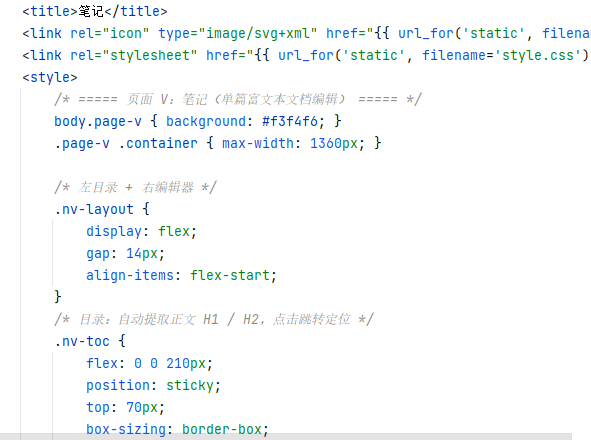 <title>笔记</title>
<link rel="icon" type="image/svg+xml" href="{{ url_for('static', filena
<link rel="stylesheet" href="{{ url_for('static', filename='style.css')
<style>
/* ===== 页面 V：笔记（单篇富文本文档编辑） ===== */
body.page-v { background: #f3f4f6; }
.page-v .container { max-width: 1360px; }
/* 左目录 + 右编辑器 */
.nv-layout {
display: flex;
gap: 14px;
align-items: flex-start;
}
/* 目录：自动提取正文 H1 / H2，点击跳转定位 */
.nv-toc {
flex: 0 0 210px;
position: sticky;
top: 70px;
box-sizing: border-box;